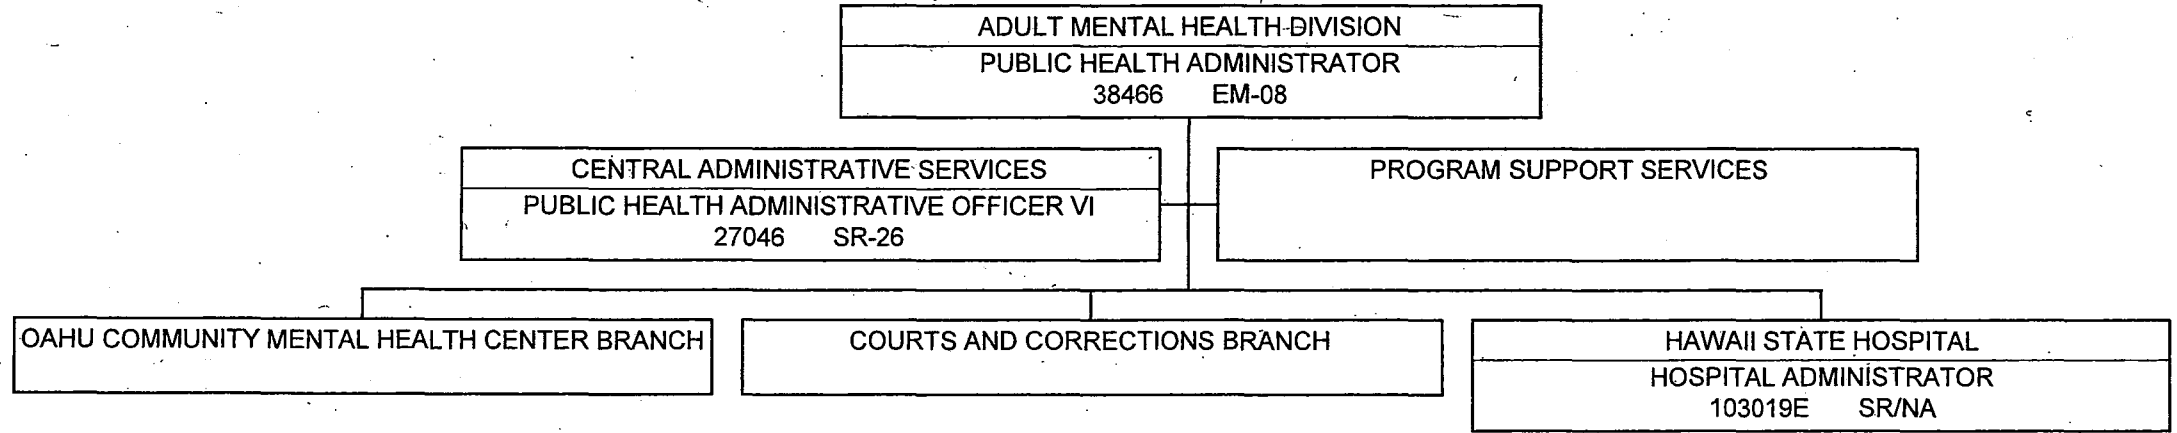 ADULT MENTAL HEALTH DIVISION
PUBLIC HEALTH ADMINISTRATOR
38466 EM-08
CENTRAL ADMINISTRATIVE SERVICES
PUBLIC HEALTH ADMINISTRATIVE OFFICER VI
27046 SR-26
PROGRAM SUPPORT SERVICES
OAHU COMMUNITY MENTAL HEALTH CENTER BRANCH
COURTS AND CORRECTIONS BRANCH
HAWAII STATE HOSPITAL
HOSPITAL ADMINISTRATOR
103019E SR/NA